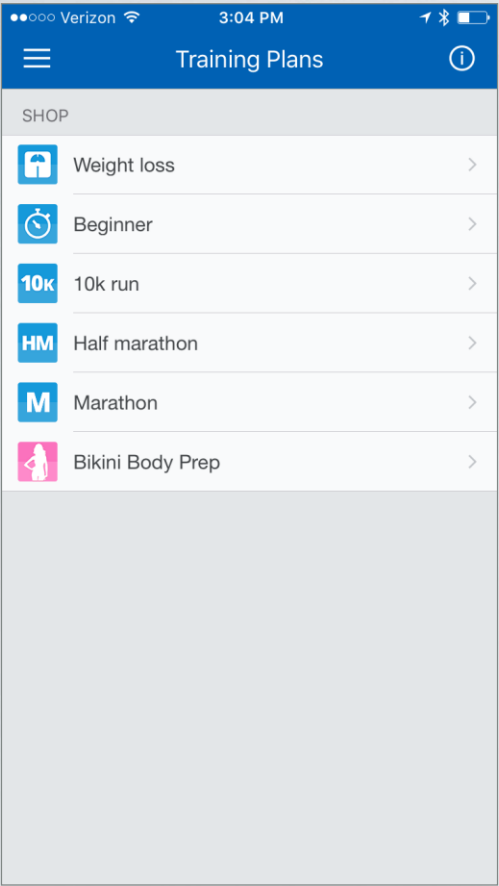 Verizon 3:04 PM
Training Plans
SHOP
Weight loss
Beginner
10K 10k run
HM Half marathon
M Marathon
Bikini Body Prep